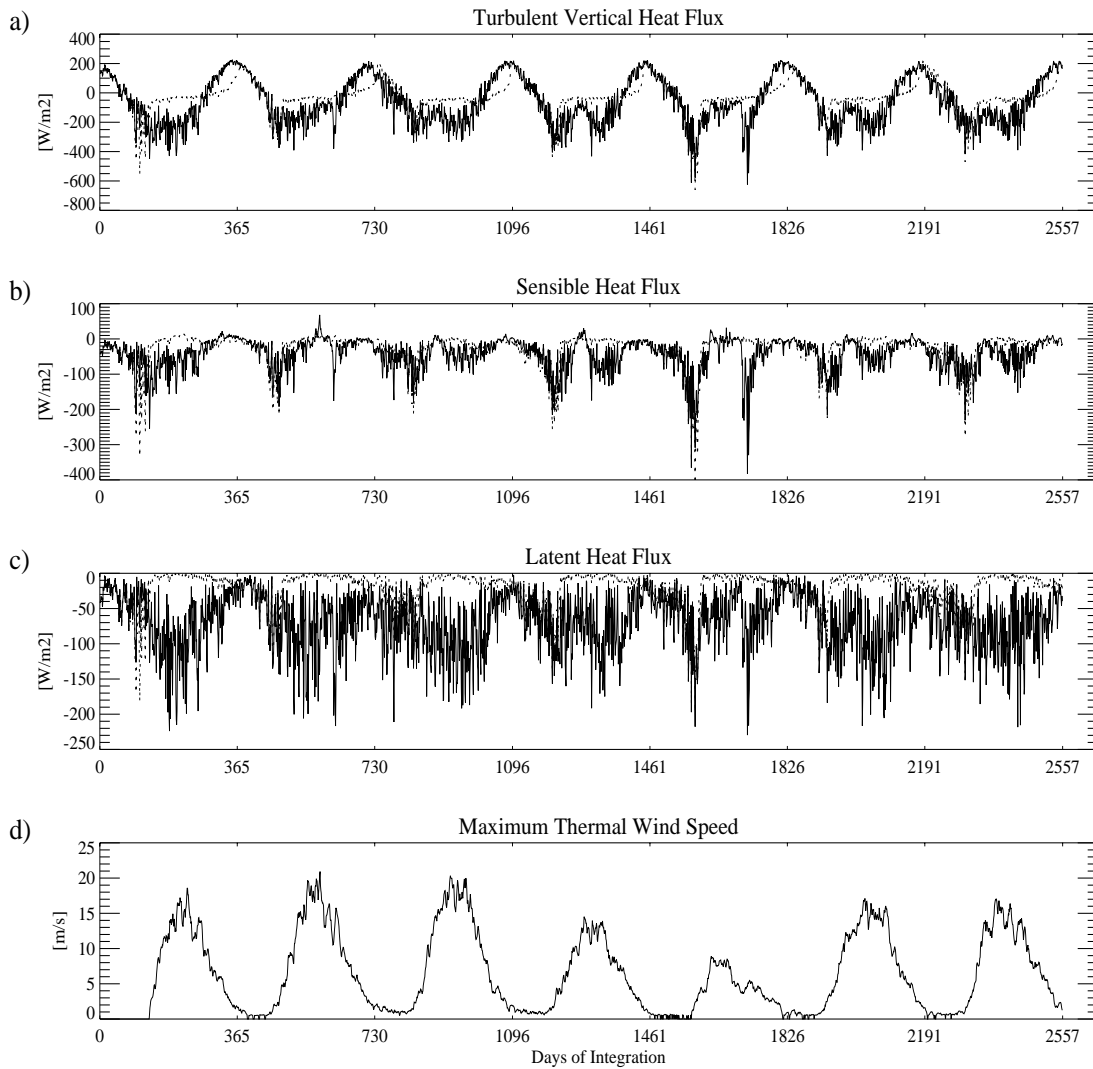 a)
Turbulent Vertical Heat Flux
400
200
0
-200
-400
-600
-800
[W/m2]
0 365 730 1096 1461 1826 2191 2557
b)
Sensible Heat Flux
100
0
-100
-200
-300
-400
[W/m2]
0 365 730 1096 1461 1826 2191 2557
c)
Latent Heat Flux
0
-50
-100
-150
-200
-250
[W/m2]
0 365 730 1096 1461 1826 2191 2557
d)
Maximum Thermal Wind Speed
25
20
15
10
5
0
[m/s]
0 365 730 1096 1461 1826 2191 2557
Days of Integration